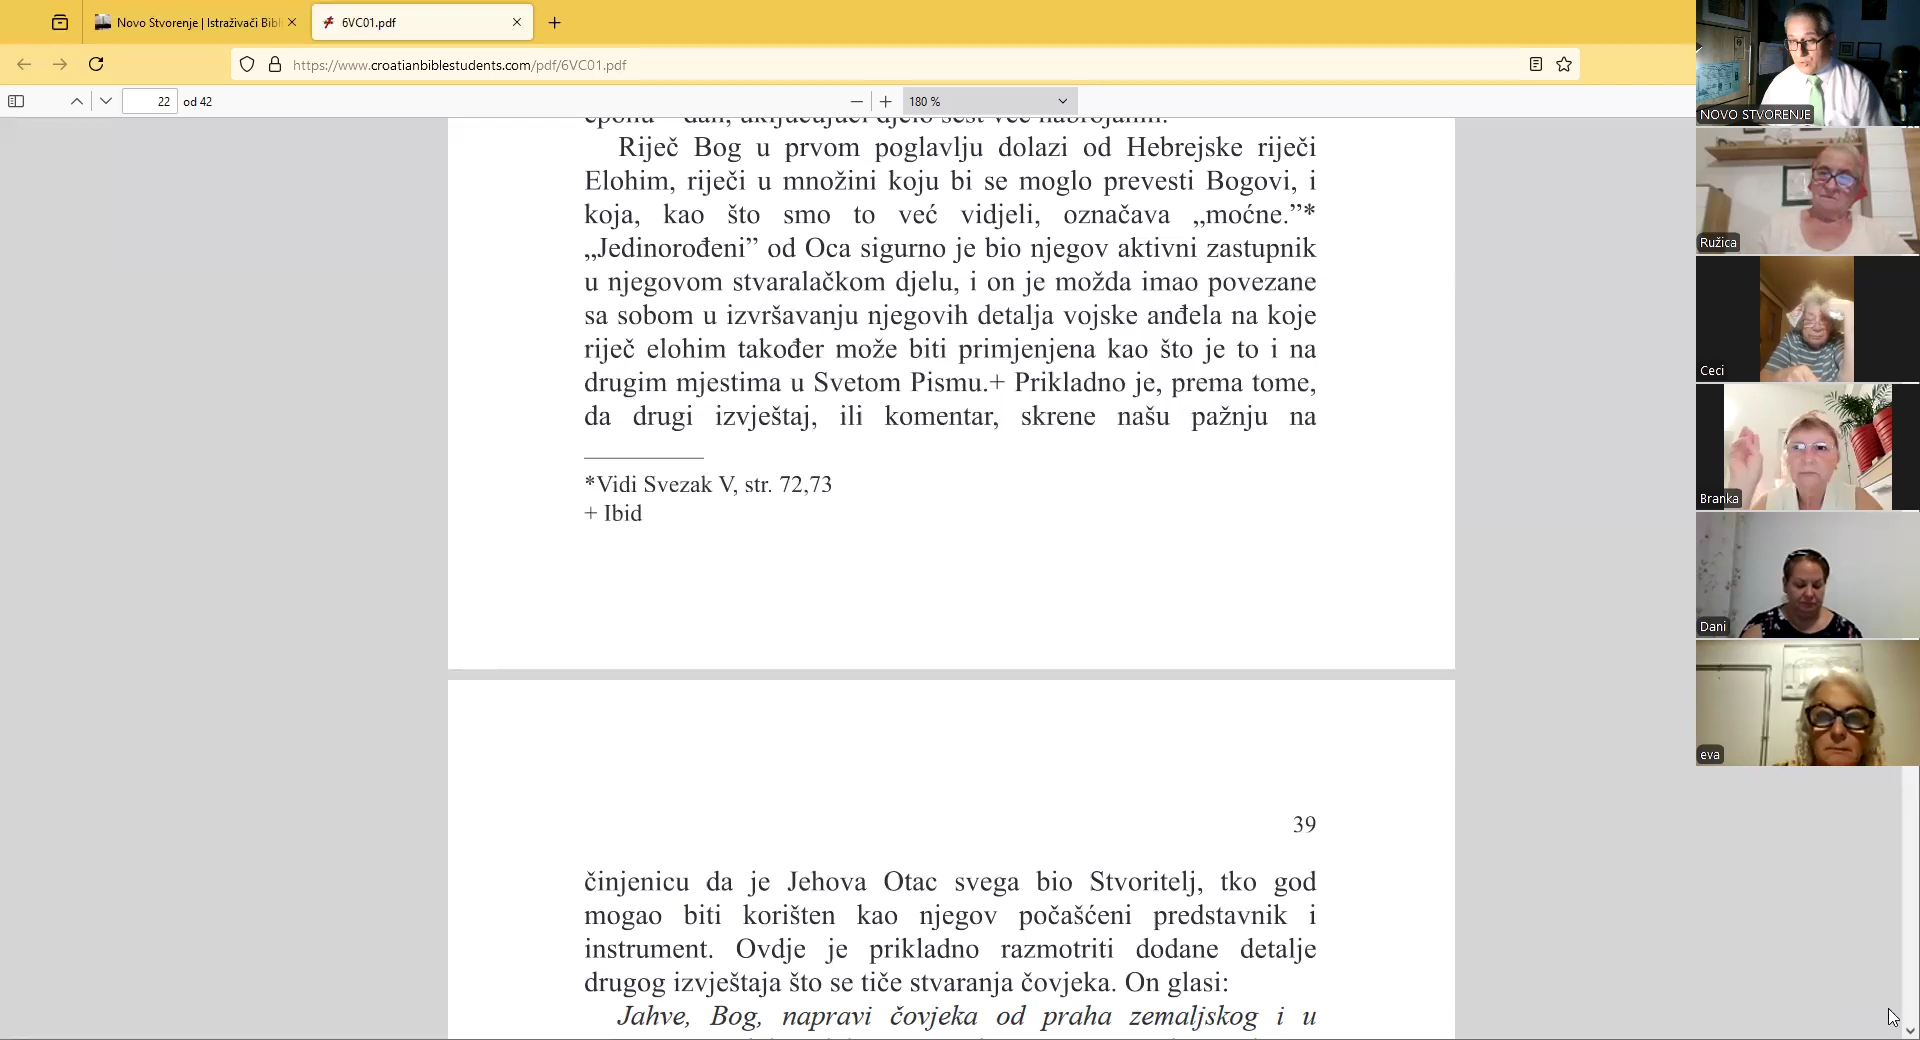 Novo Stvorenje | Istraživači Bibl
6VC01.pdf
https://www.croatianbiblestudents.com/pdf/6VC01.pdf
22 od 42
180 %
Riječ Bog u prvom poglavlju dolazi od Hebrejske riječi
Elohim, riječi u množini koju bi se moglo prevesti Bogovi, i
koja, kao što smo to već vidjeli, označava „moćne.”*
„Jedinorođeni” od Oca sigurno je bio njegov aktivni zastupnik
u njegovom stvaralačkom djelu, i on je možda imao povezane
sa sobom u izvršavanju njegovih detalja vojske anđela na koje
riječ elohim također može biti primjenjena kao što je to i na
drugim mjestima u Svetom Pismu.+ Prikladno je, prema tome,
da drugi izvještaj, ili komentar, skrene našu pažnju na
*Vidi Svezak V, str. 72,73
+ Ibid
39
činjenicu da je Jehova Otac svega bio Stvoritelj, tko god
mogao biti korišten kao njegov počašćeni predstavnik i
instrument. Ovdje je prikladno razmotriti dodane detalje
drugog izvještaja što se tiče stvaranja čovjeka. On glasi:
Jahve, Bog, napravi čovjeka od praha zemaljskog i u
NOVO STVORENJE
Ružica
Ceci
Branka
Dani
eva